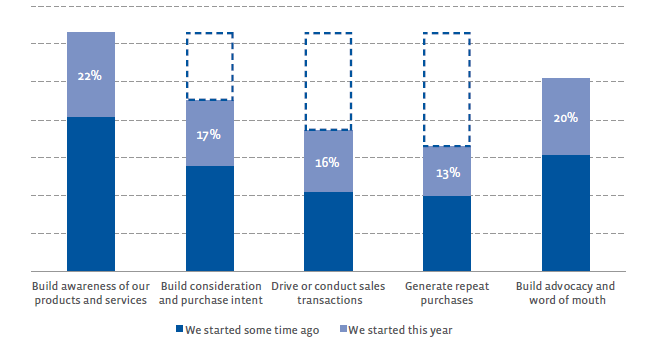 22%
17%
16%
13%
20%
Build awareness of our
products and services
Build consideration
and purchase intent
Drive or conduct sales
transactions
Generate repeat
purchases
Build advocacy and
word of mouth
We started some time ago
We started this year